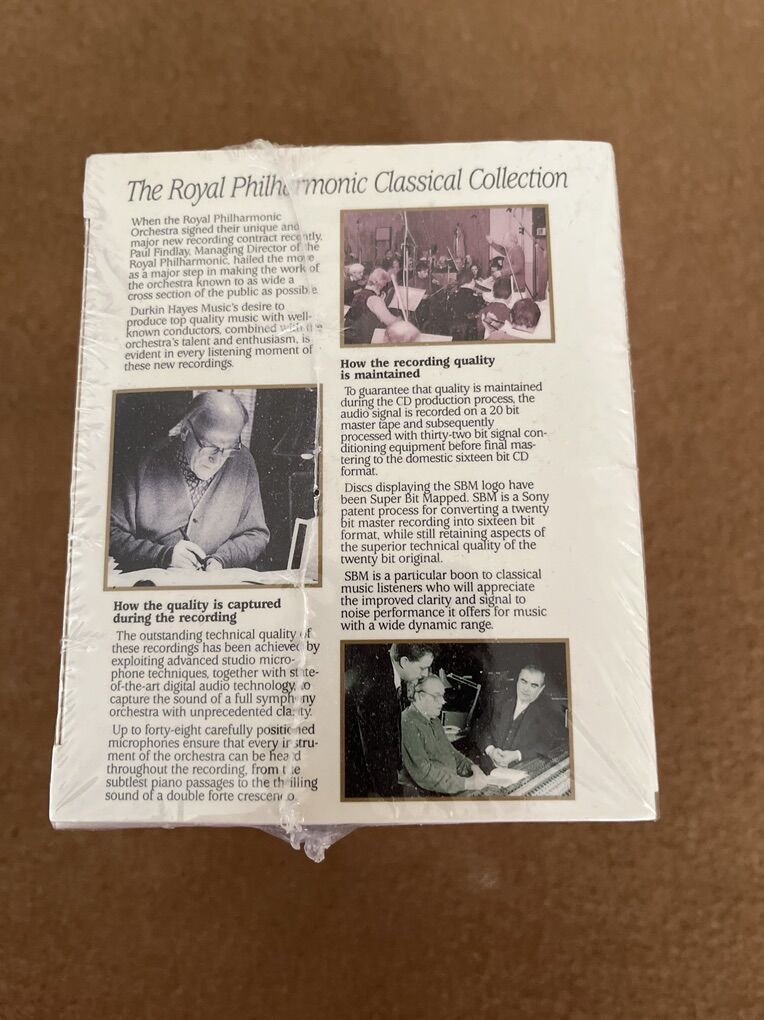 The Royal Philharmonic Classical Collection
When the Royal Philharmonic
Orchestra signed their unique and
major new recording contract recently,
Paul Findlay, Managing Director of the
Royal Philharmonic, hailed the move
as a major step in making the work of
the orchestra known to as wide a
cross section of the public as possible.
Durkin Hayes Music's desire to
produce top quality music with well-
known conductors, combined with the
orchestra's talent and enthusiasm, is
evident in every listening moment of
these new recordings.
How the quality is captured
during the recording
The outstanding technical quality of
these recordings has been achieved by
exploiting advanced studio micro-
phone techniques, together with state-
of-the-art digital audio technology, to
capture the sound of a full symphony
orchestra with unprecedented clarity.
Up to forty-eight carefully positioned
microphones ensure that every instru-
ment of the orchestra can be heard
throughout the recording, from the
subtlest piano passages to the thrilling
sound of a double forte crescendo.
How the recording quality
is maintained
To guarantee that quality is maintained
during the CD production process, the
audio signal is recorded on a 20 bit
master tape and subsequently
processed with thirty-two bit signal con-
ditioning equipment before final mas-
tering to the domestic sixteen bit CD
format.
Discs displaying the SBM logo have
been Super Bit Mapped. SBM is a Sony
patent process for converting a twenty
bit master recording into sixteen bit
format, while still retaining aspects of
the superior technical quality of the
twenty bit original.
SBM is a particular boon to classical
music listeners who will appreciate
the improved clarity and signal to
noise performance it offers for music
with a wide dynamic range.